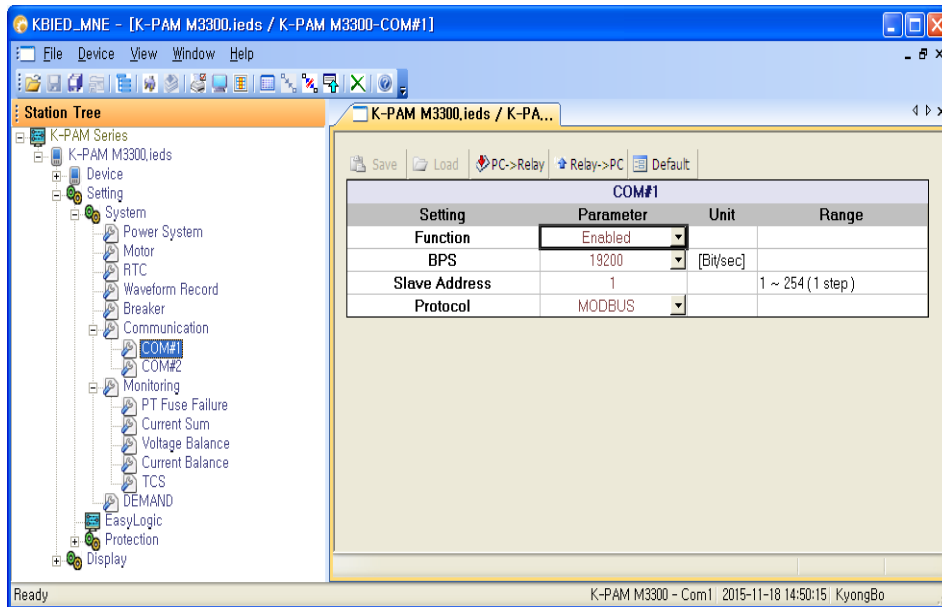 KBIED_MNE - [K-PAM M3300.ieds / K-PAM M3300-COM#1]
File Device View Window Help
Station Tree
K-PAM Series
K-PAM M3300.ieds
Device
Setting
System
Power System
Motor
RTC
Waveform Record
Breaker
Communication
COM#1
COM#2
Monitoring
PT Fuse Failure
Current Sum
Voltage Balance
Current Balance
TCS
DEMAND
EasyLogic
Protection
Display
K-PAM M3300.ieds / K-PA...
Save Load PC->Relay Relay->PC Default
COM#1
Setting Parameter Unit Range
Function Enabled
BPS 19200 [Bit/sec]
Slave Address 1 1 ~ 254 ( 1 step )
Protocol MODBUS
Ready K-PAM M3300 - Com1 2015-11-18 14:50:15 KyongBo